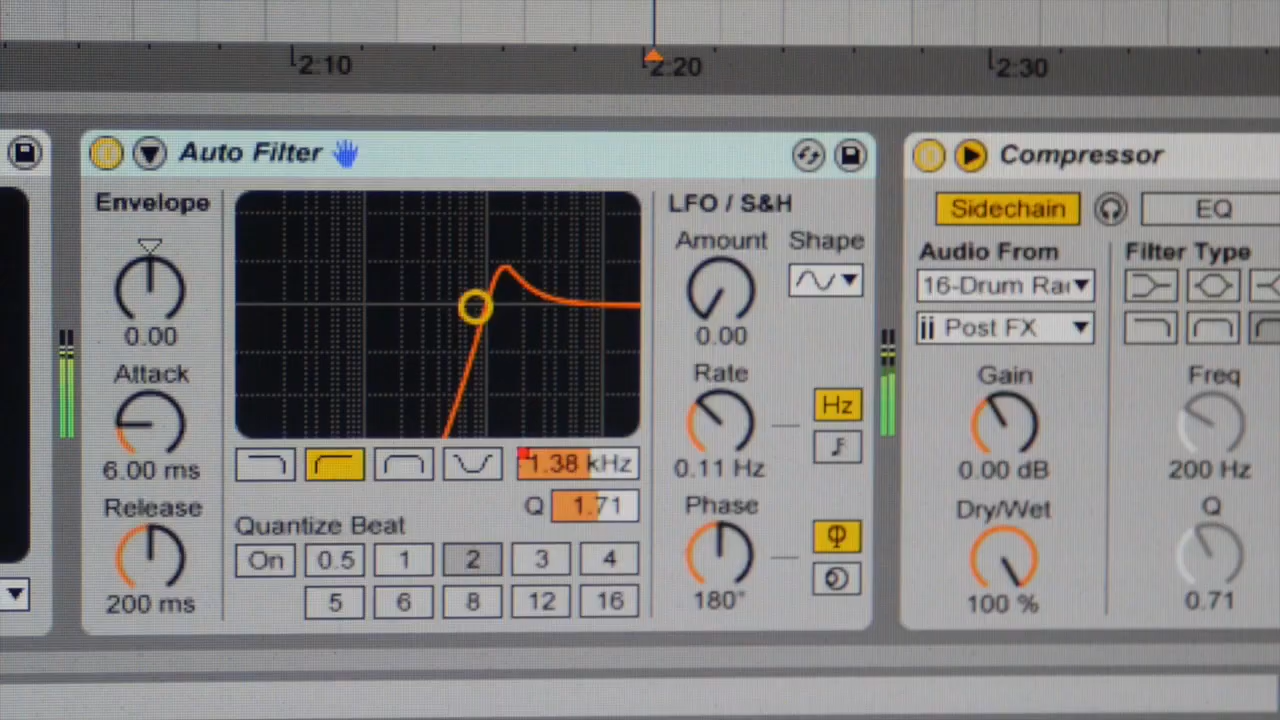 2:10 2:20 2:30
Auto Filter
Envelope
0.00
Attack
6.00 ms
Release
200 ms
1.38 kHz
Q 1.71
Quantize Beat
On 0.5 1 2 3 4
5 6 8 12 16
LFO / S&H
Amount Shape
0.00
Rate
Hz
0.11 Hz
Phase
Φ
180°
Compressor
Sidechain EQ
Audio From
16-Drum Ra
Post FX
Gain
0.00 dB
Dry/Wet
100 %
Filter Type
Freq
200 Hz
Q
0.71